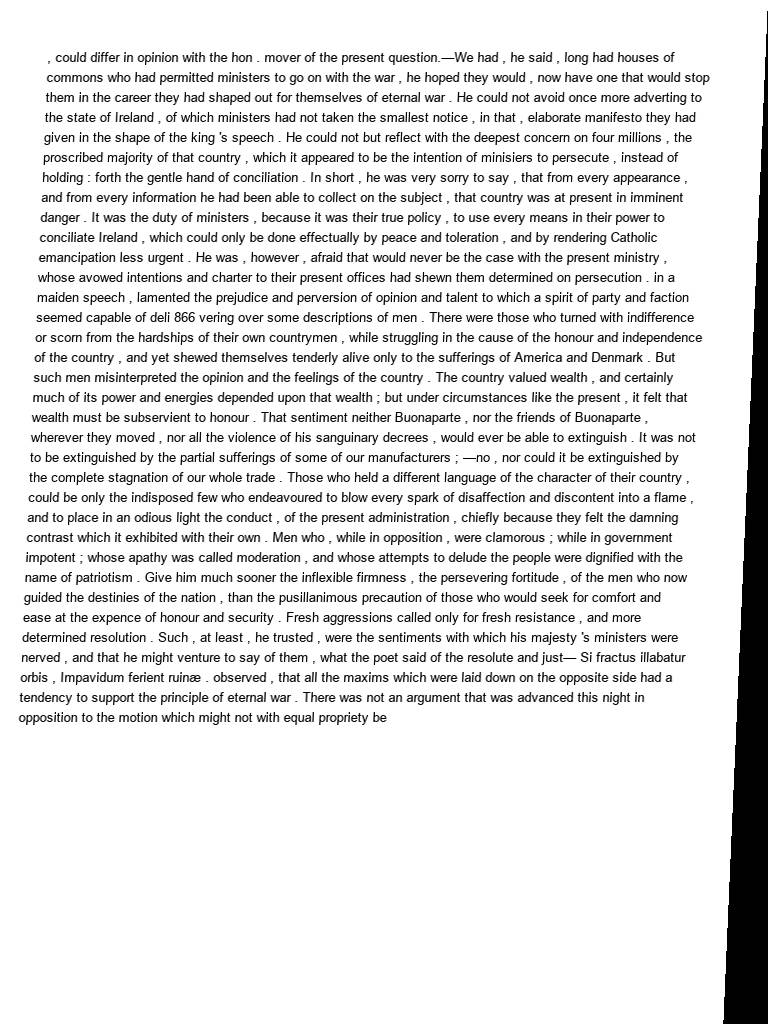 , could differ in opinion with the hon . mover of the present question.—We had , he said , long had houses of
commons who had permitted ministers to go on with the war , he hoped they would , now have one that would stop
them in the career they had shaped out for themselves of eternal war . He could not avoid once more adverting to
the state of Ireland , of which ministers had not taken the smallest notice , in that , elaborate manifesto they had
given in the shape of the king 's speech . He could not but reflect with the deepest concern on four millions , the
proscribed majority of that country , which it appeared to be the intention of minisiers to persecute , instead of
holding : forth the gentle hand of conciliation . In short , he was very sorry to say , that from every appearance ,
and from every information he had been able to collect on the subject , that country was at present in imminent
danger . It was the duty of ministers , because it was their true policy , to use every means in their power to
conciliate Ireland , which could only be done effectually by peace and toleration , and by rendering Catholic
emancipation less urgent . He was , however , afraid that would never be the case with the present ministry ,
whose avowed intentions and charter to their present offices had shewn them determined on persecution . in a
maiden speech , lamented the prejudice and perversion of opinion and talent to which a spirit of party and faction
seemed capable of deli 866 vering over some descriptions of men . There were those who turned with indifference
or scorn from the hardships of their own countrymen , while struggling in the cause of the honour and independence
of the country , and yet shewed themselves tenderly alive only to the sufferings of America and Denmark . But
such men misinterpreted the opinion and the feelings of the country . The country valued wealth , and certainly
much of its power and energies depended upon that wealth ; but under circumstances like the present , it felt that
wealth must be subservient to honour . That sentiment neither Buonaparte , nor the friends of Buonaparte ,
wherever they moved , nor all the violence of his sanguinary decrees , would ever be able to extinguish . It was not
to be extinguished by the partial sufferings of some of our manufacturers ; —no , nor could it be extinguished by
the complete stagnation of our whole trade . Those who held a different language of the character of their country ,
could be only the indisposed few who endeavoured to blow every spark of disaffection and discontent into a flame ,
and to place in an odious light the conduct , of the present administration , chiefly because they felt the damning
contrast which it exhibited with their own . Men who , while in opposition , were clamorous ; while in government
impotent ; whose apathy was called moderation , and whose attempts to delude the people were dignified with the
name of patriotism . Give him much sooner the inflexible firmness , the persevering fortitude , of the men who now
guided the destinies of the nation , than the pusillanimous precaution of those who would seek for comfort and
ease at the expence of honour and security . Fresh aggressions called only for fresh resistance , and more
determined resolution . Such , at least , he trusted , were the sentiments with which his majesty 's ministers were
nerved , and that he might venture to say of them , what the poet said of the resolute and just— Si fractus illabatur
orbis , Impavidum ferient ruinæ . observed , that all the maxims which were laid down on the opposite side had a
tendency to support the principle of eternal war . There was not an argument that was advanced this night in
opposition to the motion which might not with equal propriety be